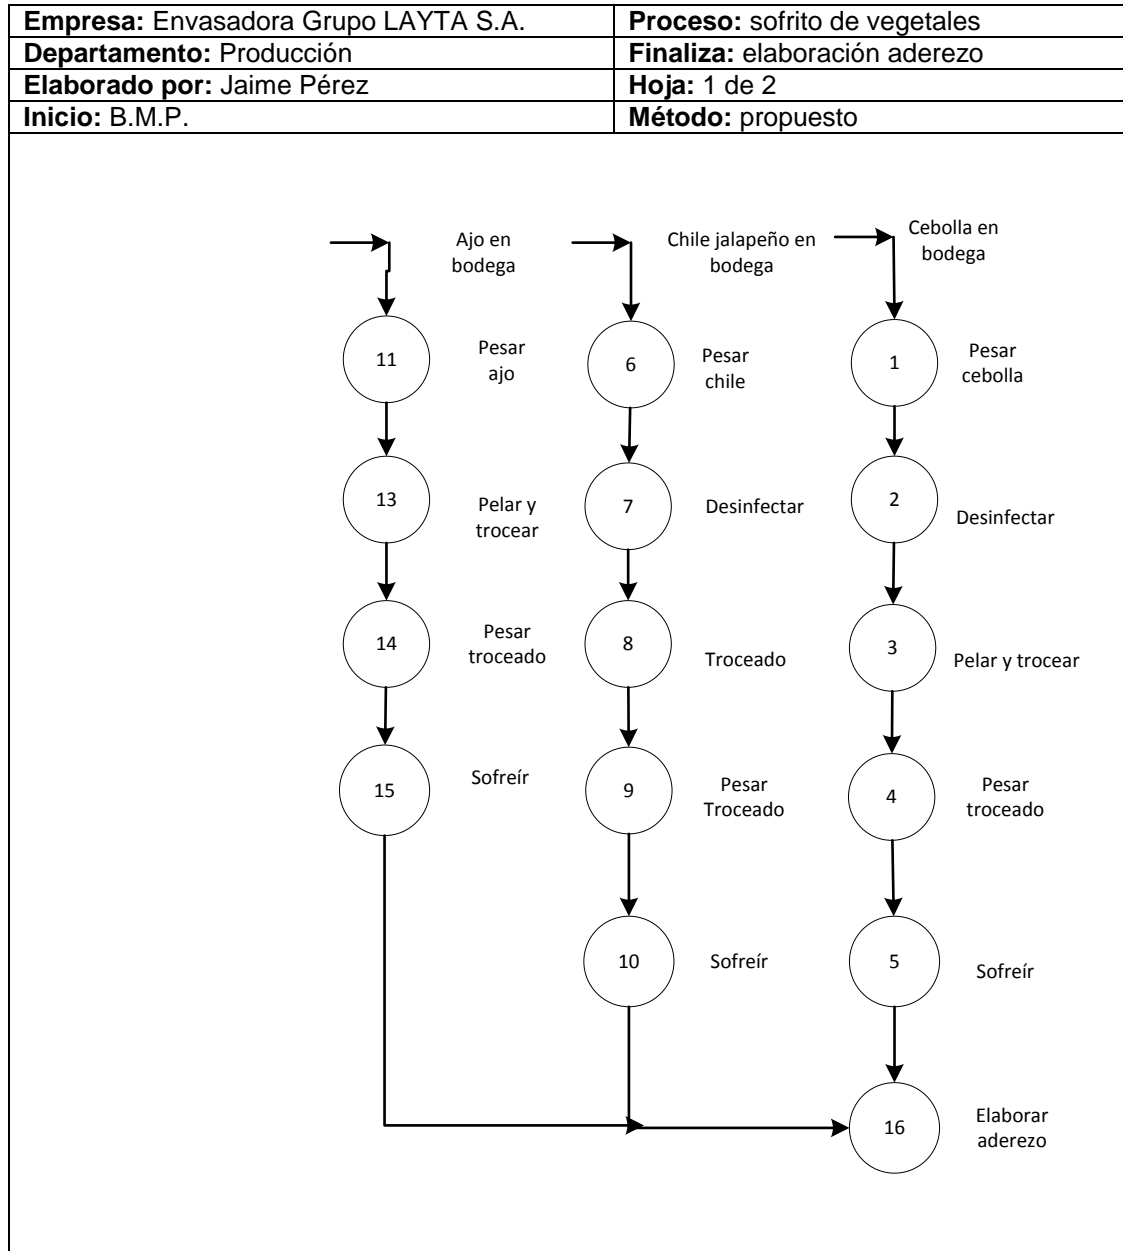 Empresa: Envasadora Grupo LAYTA S.A.
Proceso: sofrito de vegetales
Departamento: Producción
Finaliza: elaboración aderezo
Elaborado por: Jaime Pérez
Hoja: 1 de 2
Inicio: B.M.P.
Método: propuesto
Ajo en
bodega
Chile jalapeño en
bodega
Cebolla en
bodega
11
Pesar
ajo
6
Pesar
chile
1
Pesar
cebolla
13
Pelar y
trocear
7
Desinfectar
2
Desinfectar
14
Pesar
troceado
8
Troceado
3
Pelar y trocear
15
Sofreír
9
Pesar
Troceado
4
Pesar
troceado
10
Sofreír
5
Sofreír
16
Elaborar
aderezo